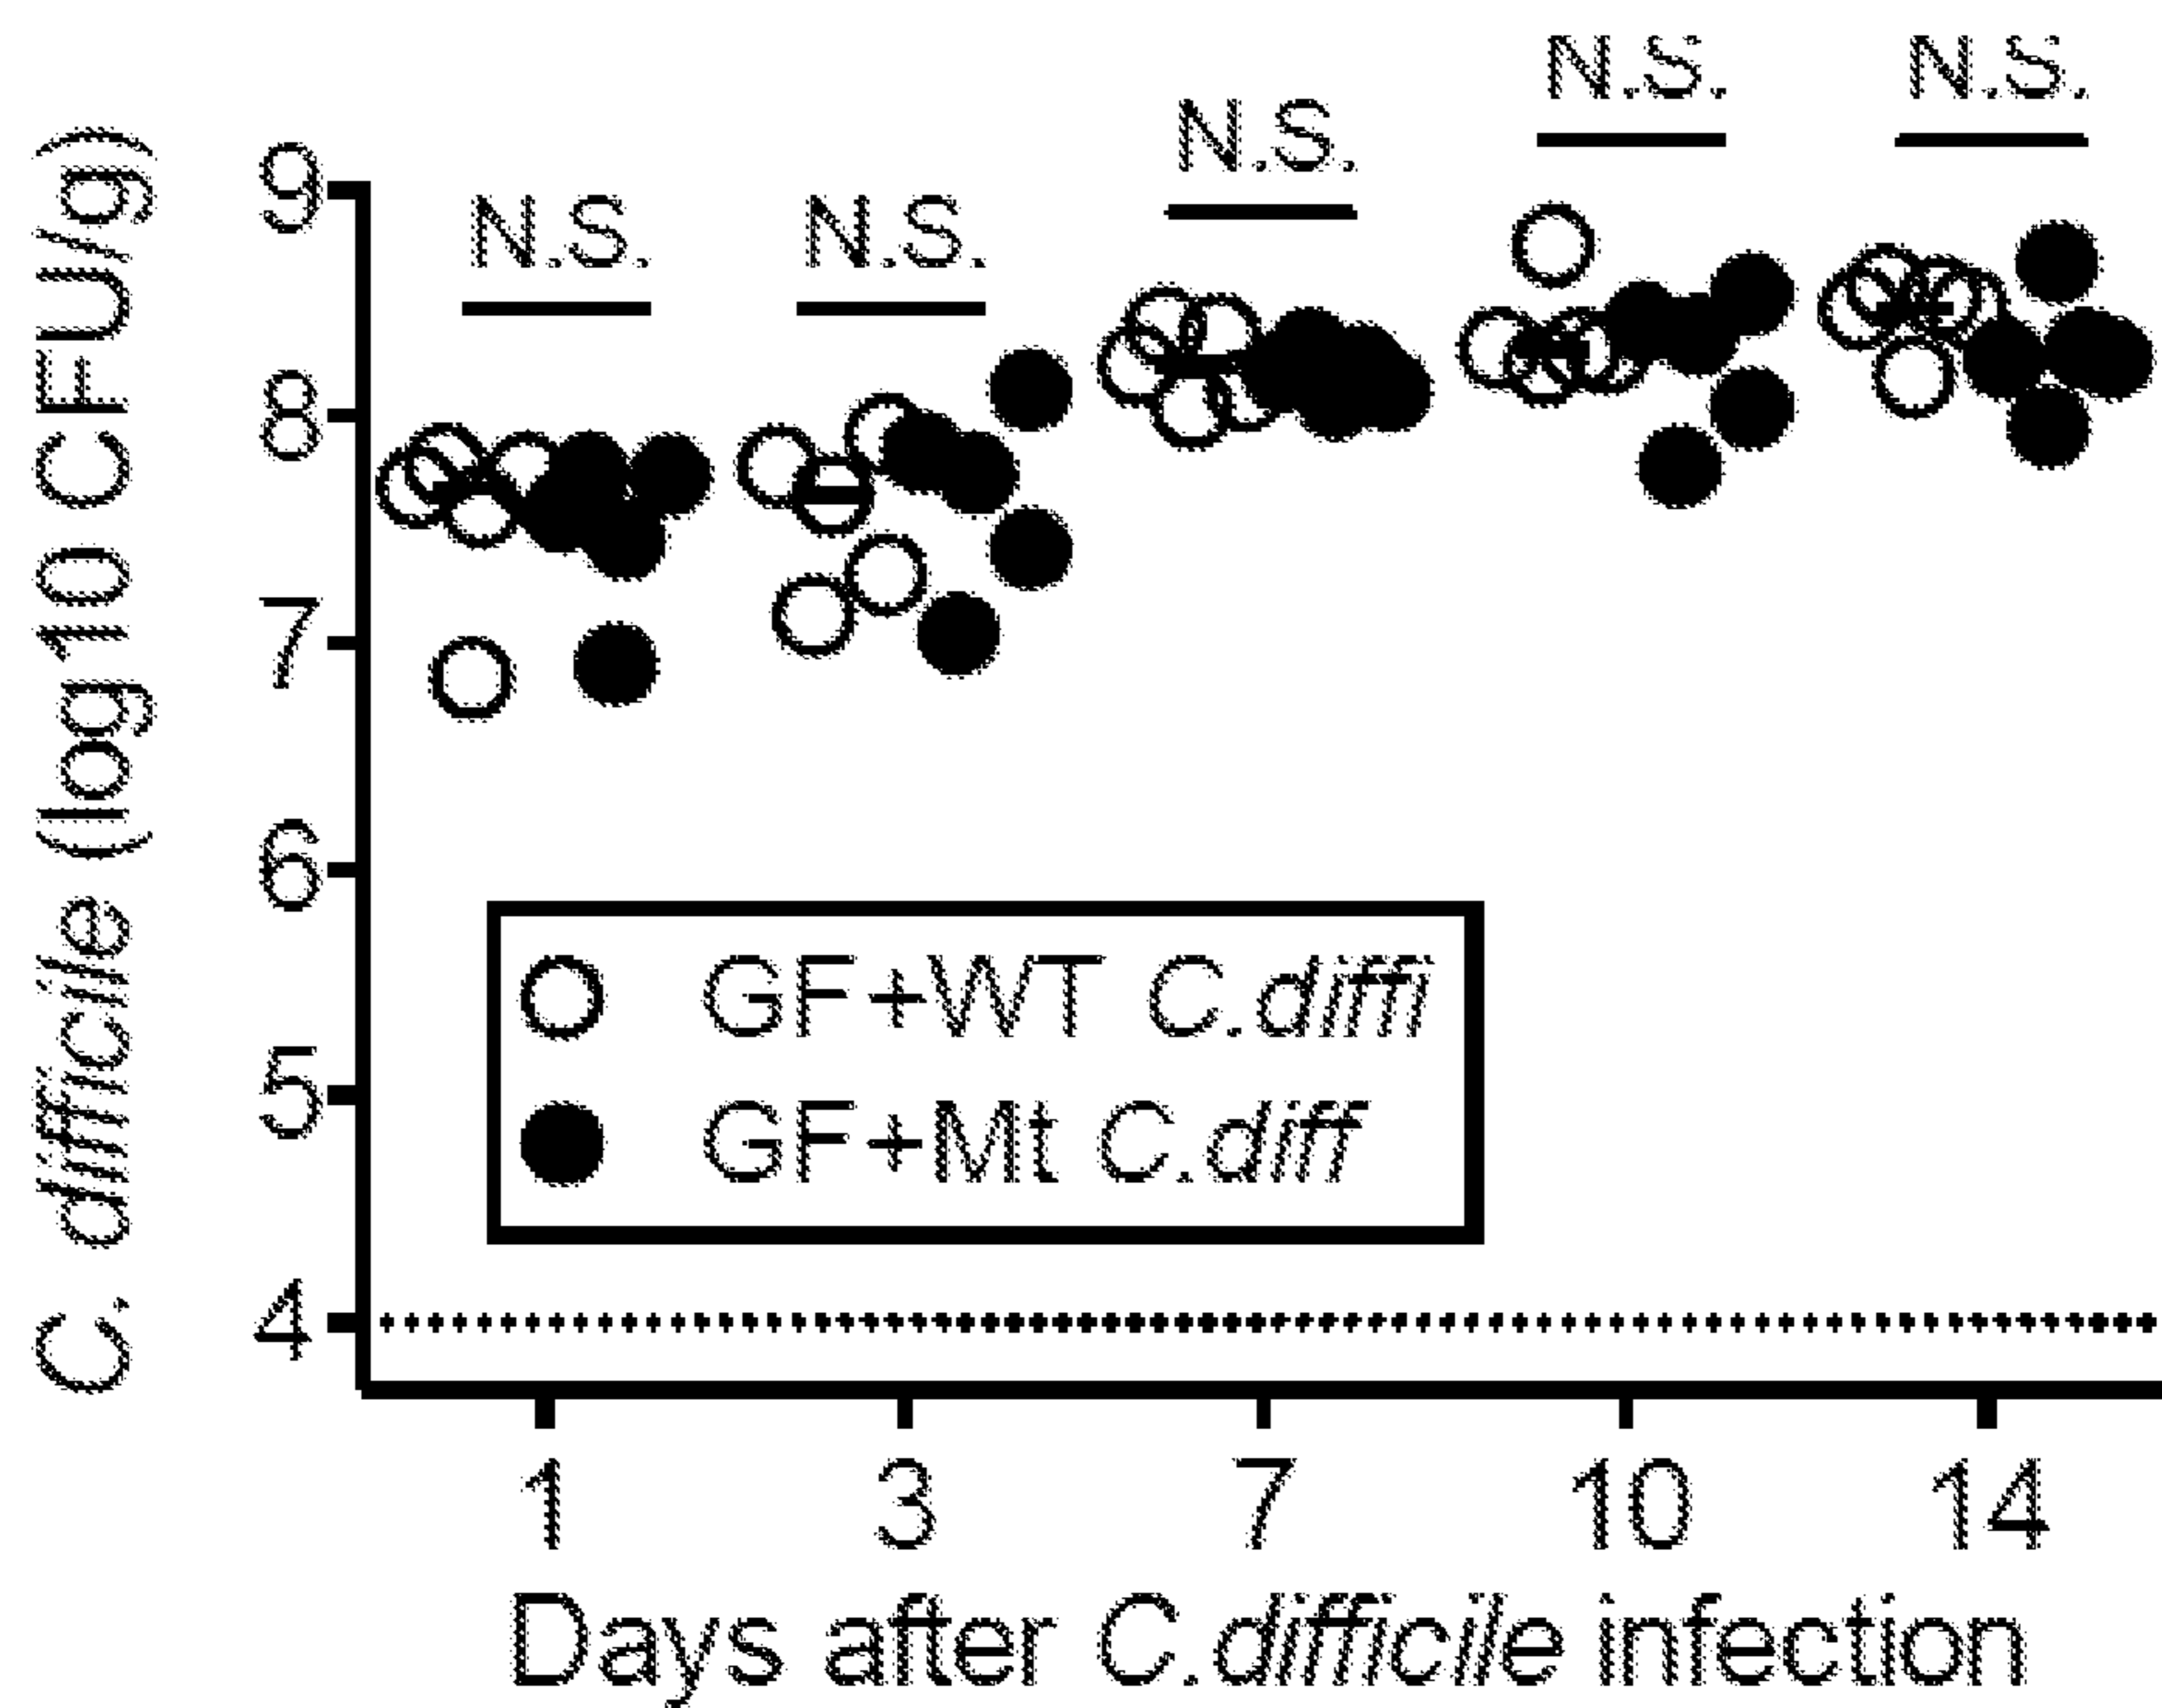 C. difficile (log10 CFU/g)
9
8
7
6
5
4
N.S.
N.S.
N.S.
N.S.
N.S.
GF+WT C.diffi
GF+Mt C.diff
1
3
7
10
14
Days after C.difficile infection